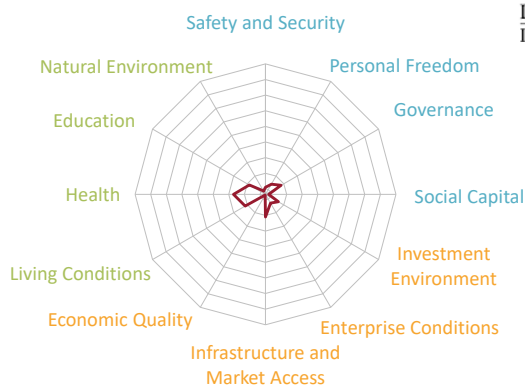 Safety and Security
Natural Environment
Personal Freedom
Education
Governance
Health
Social Capital
Investment
Environment
Living Conditions
Economic Quality
Enterprise Conditions
Infrastructure and
Market Access